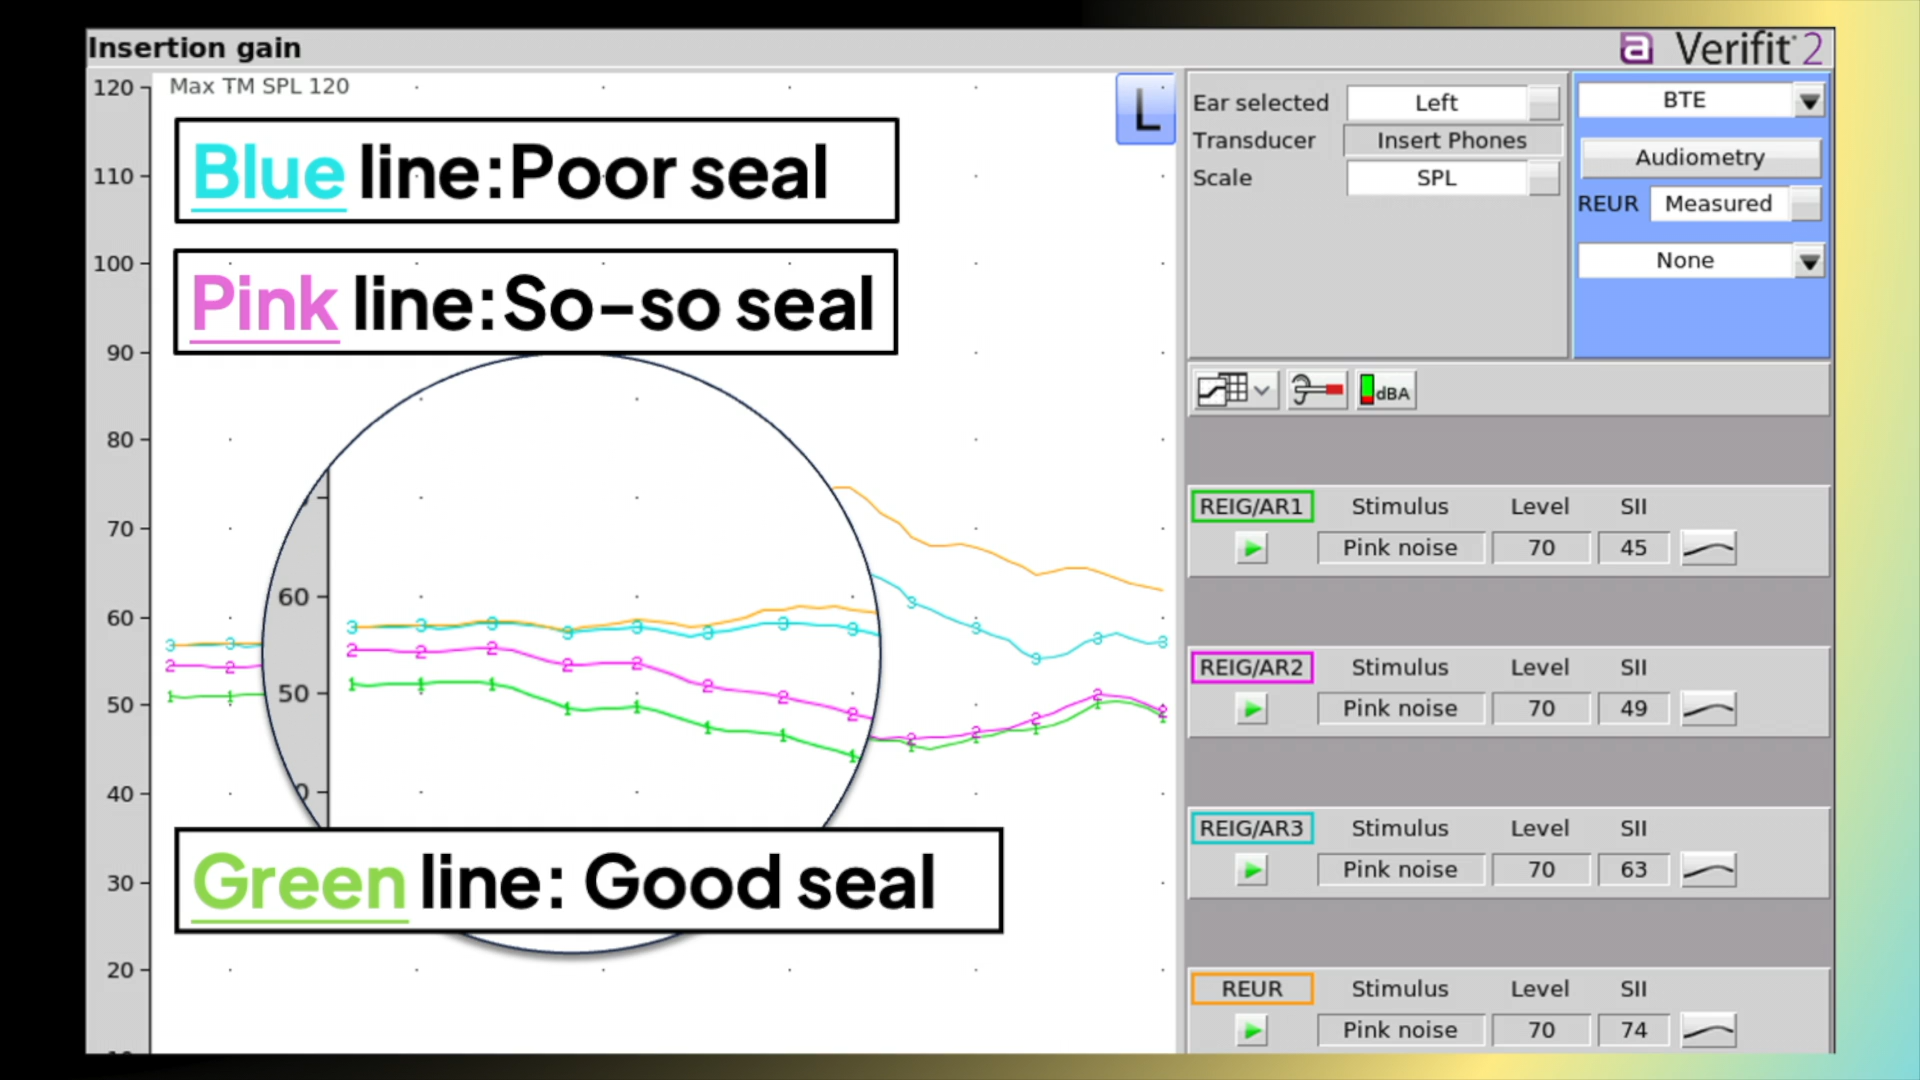 Insertion gain
a Verifit 2
Max TM SPL 120
L
120
110
100
90
80
70
60
50
40
30
20
Blue line: Poor seal
Pink line: So-so seal
60
50
Green line: Good seal
Ear selected Left
Transducer Insert Phones
Scale SPL
BTE
Audiometry
REUR Measured
None
dBA
REIG/AR1 Stimulus Level SII
Pink noise 70 45
REIG/AR2 Stimulus Level SII
Pink noise 70 49
REIG/AR3 Stimulus Level SII
Pink noise 70 63
REUR Stimulus Level SII
Pink noise 70 74